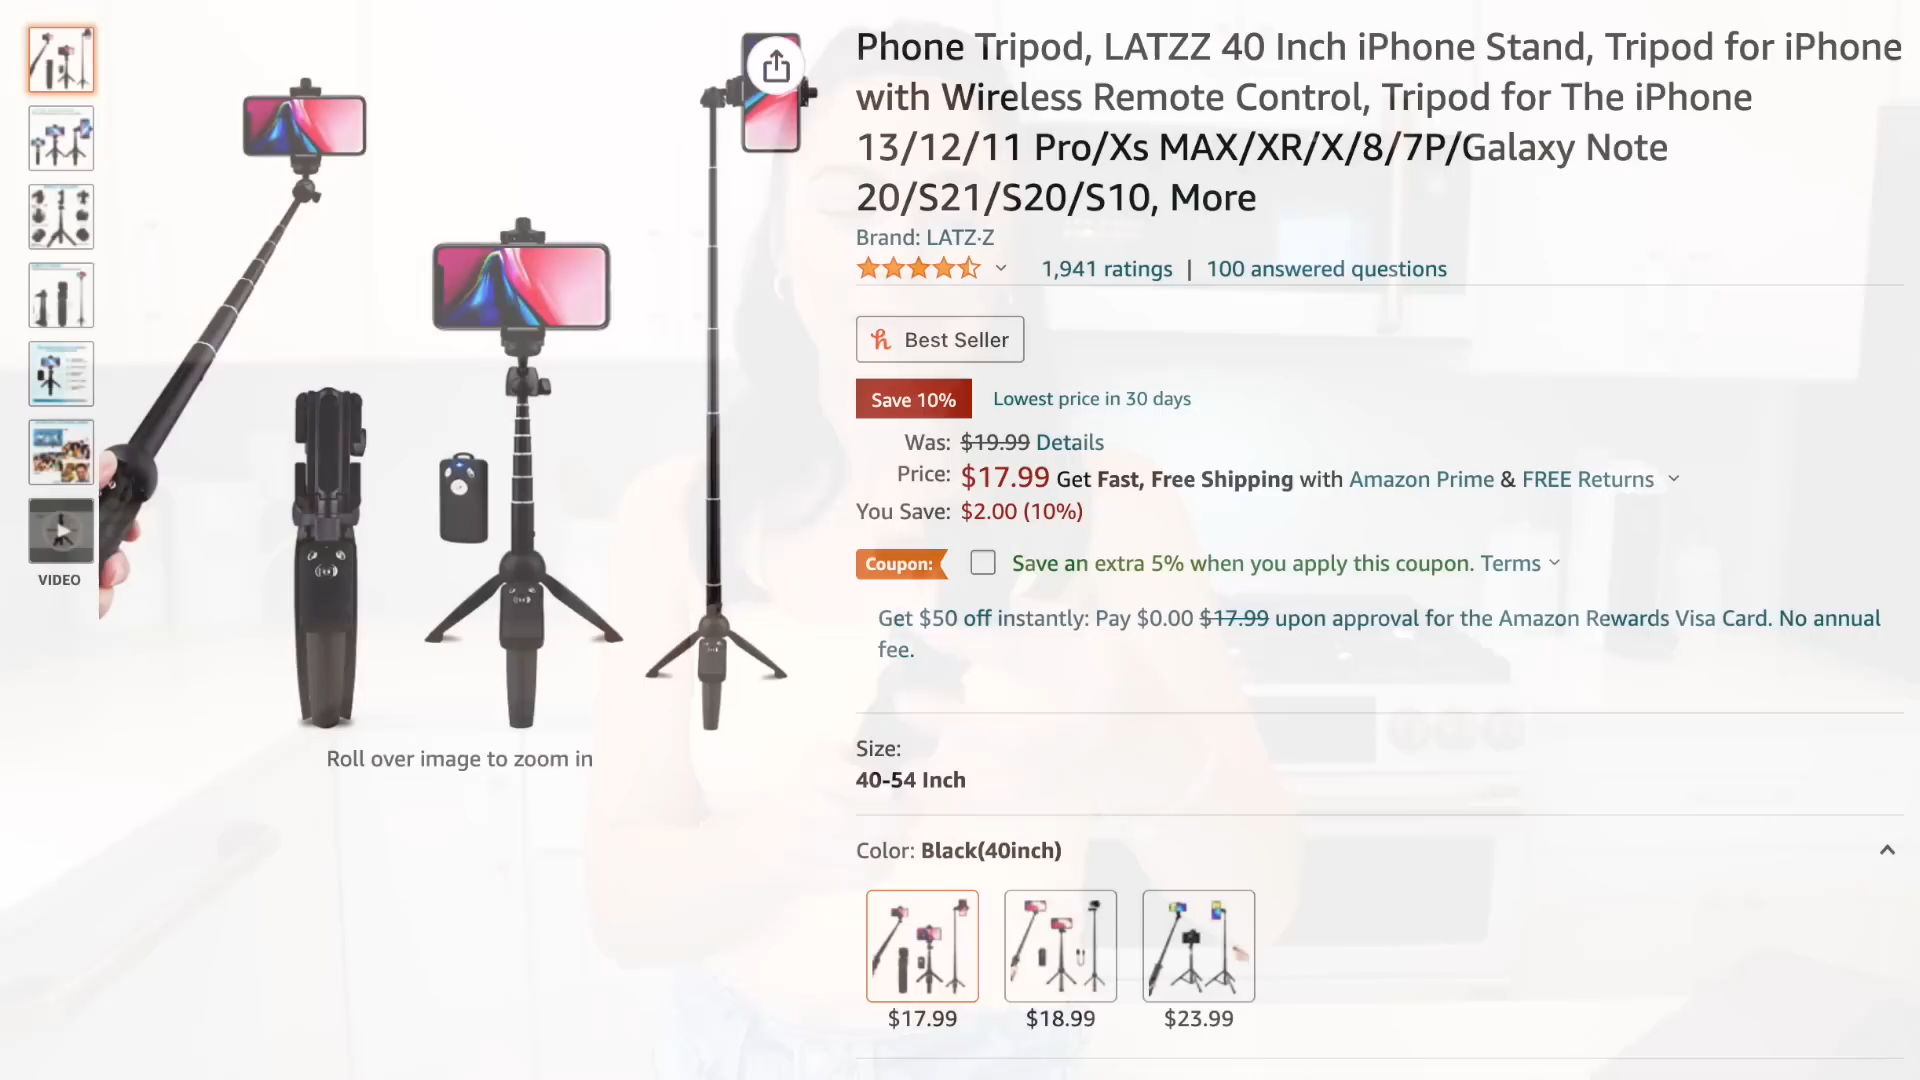 Phone Tripod, LATZZ 40 Inch iPhone Stand, Tripod for iPhone
with Wireless Remote Control, Tripod for The iPhone
13/12/11 Pro/Xs MAX/XR/X/8/7P/Galaxy Note
20/S21/S20/S10, More
Brand: LATZ·Z
1,941 ratings | 100 answered questions
Best Seller
Save 10% Lowest price in 30 days
Was: $19.99 Details
Price: $17.99 Get Fast, Free Shipping with Amazon Prime & FREE Returns
You Save: $2.00 (10%)
Coupon: Save an extra 5% when you apply this coupon. Terms
Get $50 off instantly: Pay $0.00 $17.99 upon approval for the Amazon Rewards Visa Card. No annual
fee.
VIDEO
Roll over image to zoom in
Size:
40-54 Inch
Color: Black(40inch)
$17.99 $18.99 $23.99